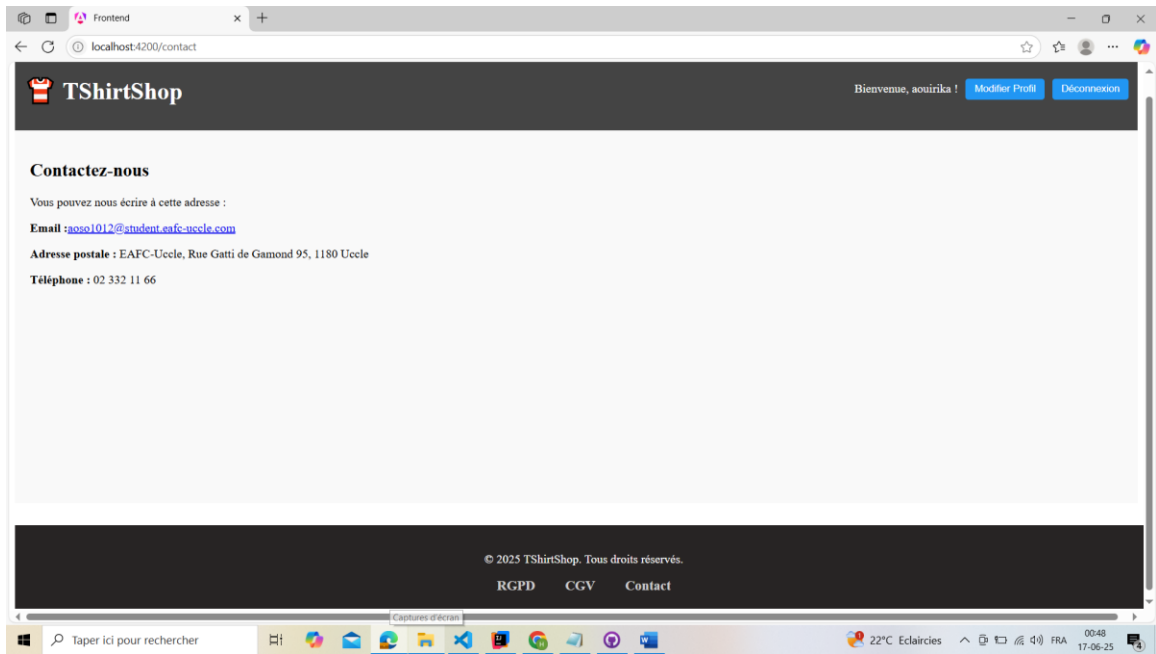 Frontend
localhost:4200/contact
TShirtShop
Bienvenue, aouirika !
Modifier Profil
Déconnexion
Contactez-nous
Vous pouvez nous écrire à cette adresse :
Email :aoso1012@student.eafc-uccle.com
Adresse postale : EAFC-Uccle, Rue Gatti de Gamond 95, 1180 Uccle
Téléphone : 02 332 11 66
© 2025 TShirtShop. Tous droits réservés.
RGPD CGV Contact
Captures d'écran
Taper ici pour rechercher
22°C Eclaircies
FRA
00:48
17-06-25
4